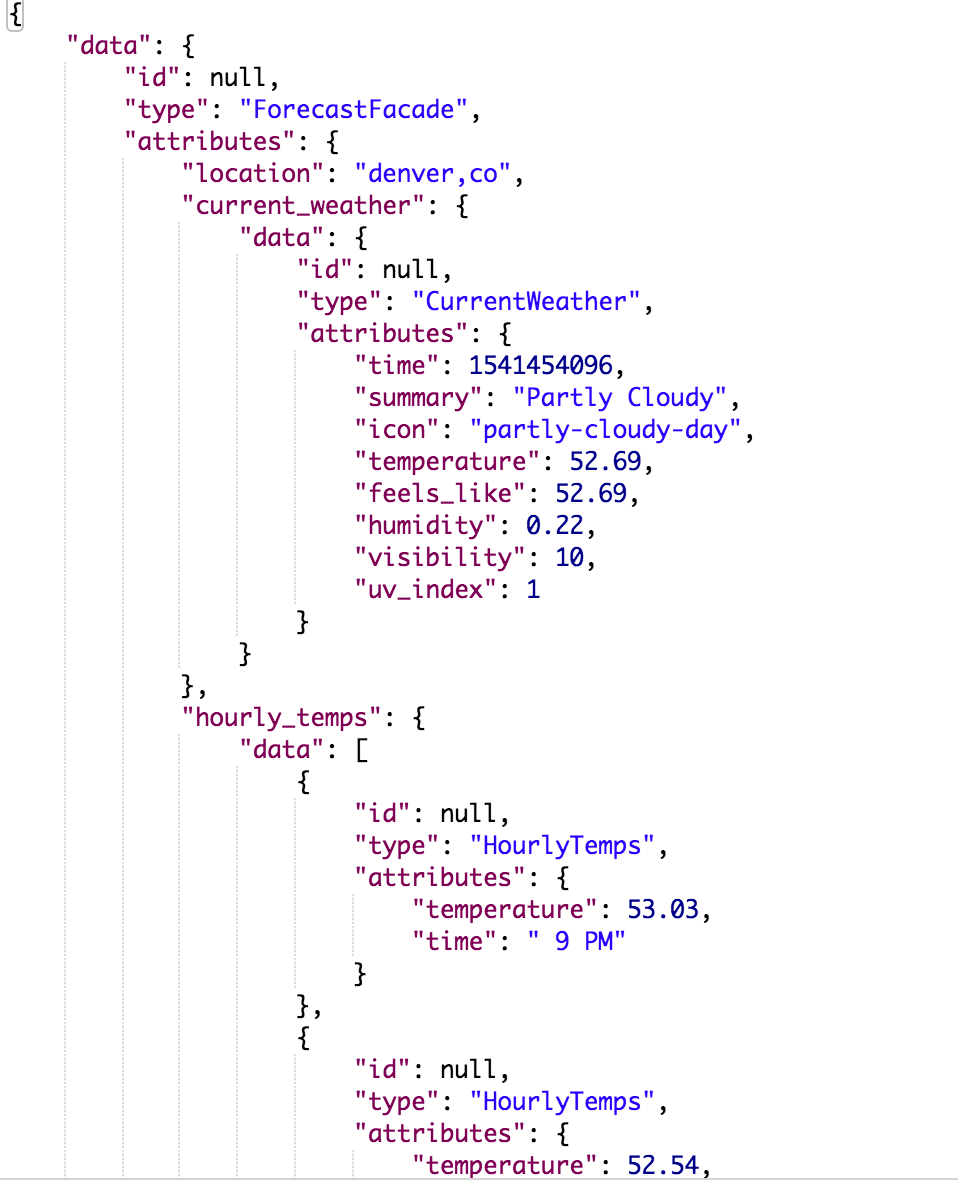 {
    "data": {
        "id": null,
        "type": "ForecastFacade",
        "attributes": {
            "location": "denver,co",
            "current_weather": {
                "data": {
                    "id": null,
                    "type": "CurrentWeather",
                    "attributes": {
                        "time": 1541454096,
                        "summary": "Partly Cloudy",
                        "icon": "partly-cloudy-day",
                        "temperature": 52.69,
                        "feels_like": 52.69,
                        "humidity": 0.22,
                        "visibility": 10,
                        "uv_index": 1
                    }
                }
            },
            "hourly_temps": {
                "data": [
                    {
                        "id": null,
                        "type": "HourlyTemps",
                        "attributes": {
                            "temperature": 53.03,
                            "time": " 9 PM"
                        }
                    },
                    {
                        "id": null,
                        "type": "HourlyTemps",
                        "attributes": {
                            "temperature": 52.54,